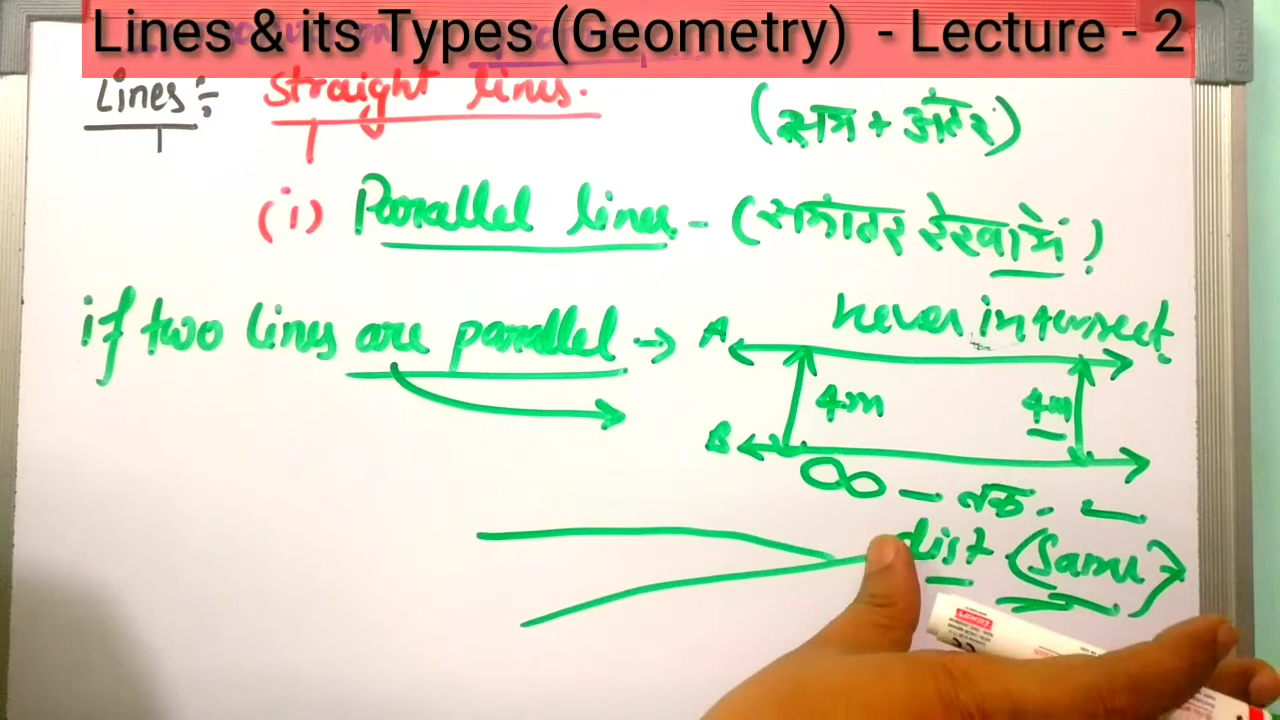 Lines & its Types (Geometry) - Lecture - 2
Lines:- straight lines.
(सम + अंतर)
(i) Parallel lines - (समांतर रेखायें)
if two lines are parallel → A never intersect.
4m 4m
B
∞ - तक. -
dist (Same)